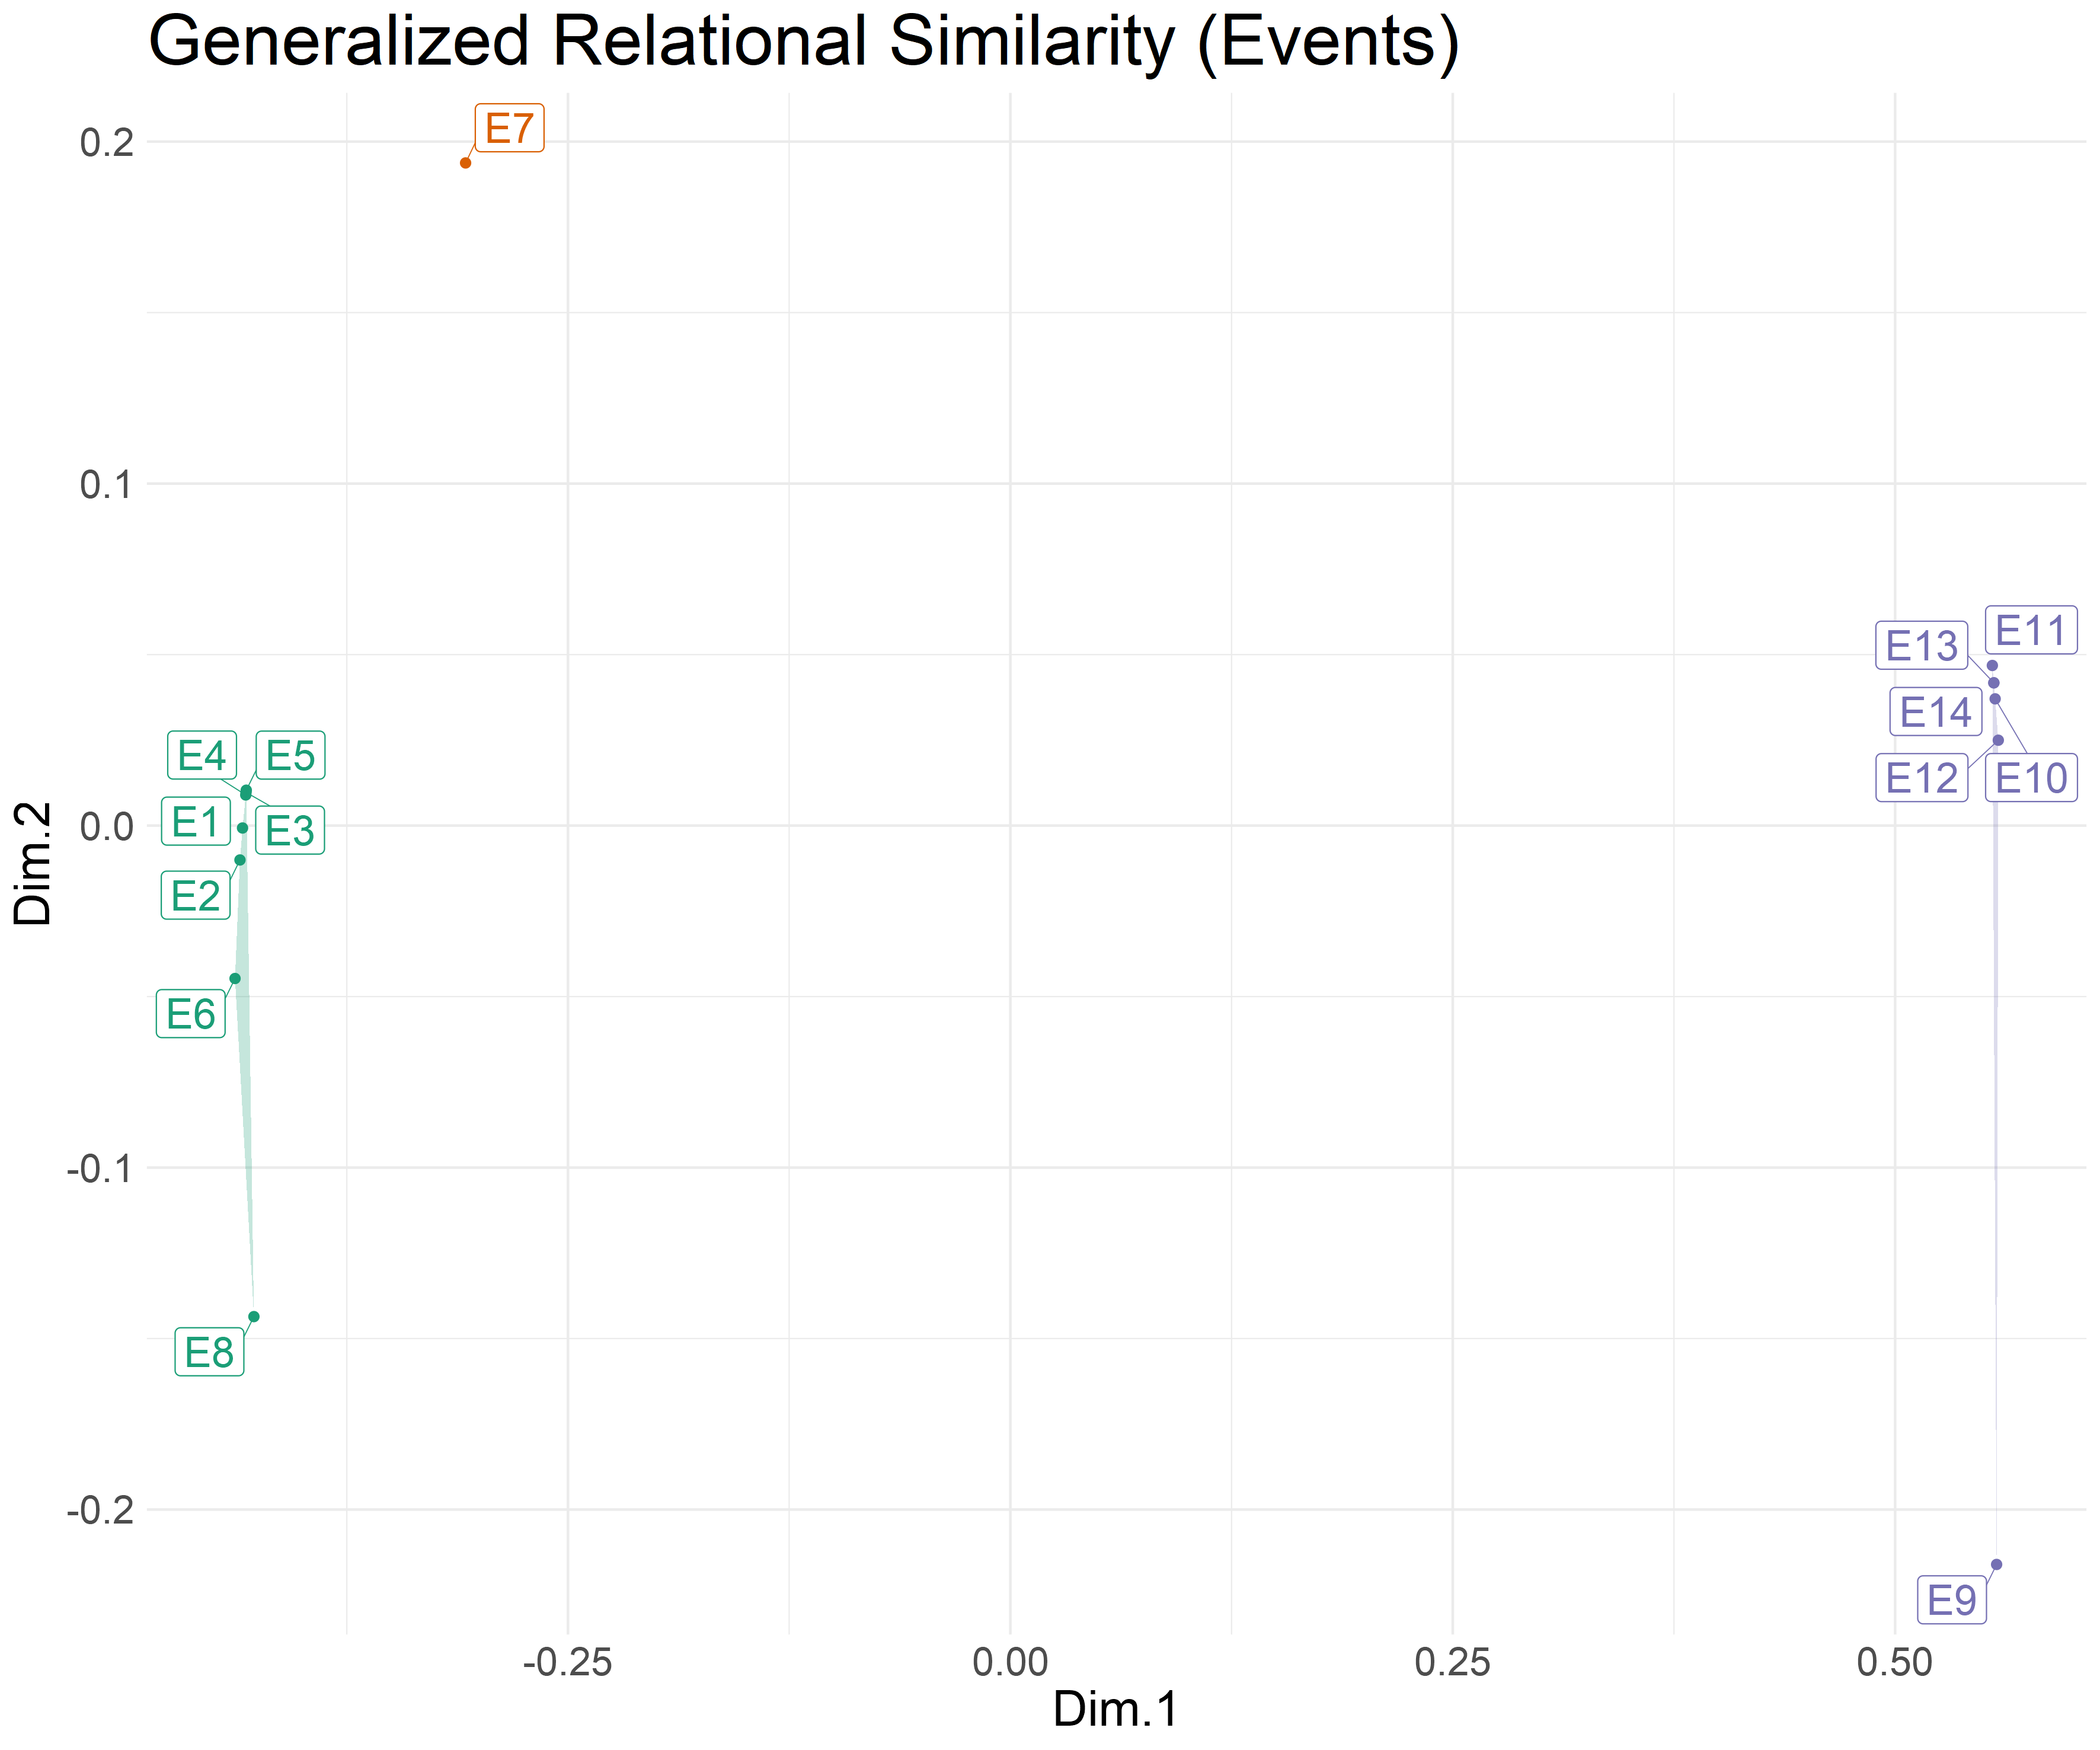 Generalized Relational Similarity (Events)
E7
0.2
0.1
E11
E13
E14
E12
E10
E4
E5
E1
E3
0.0
E2
Dim.2
E6
-0.1
E8
-0.2
E9
-0.25
0.00
0.25
0.50
Dim.1